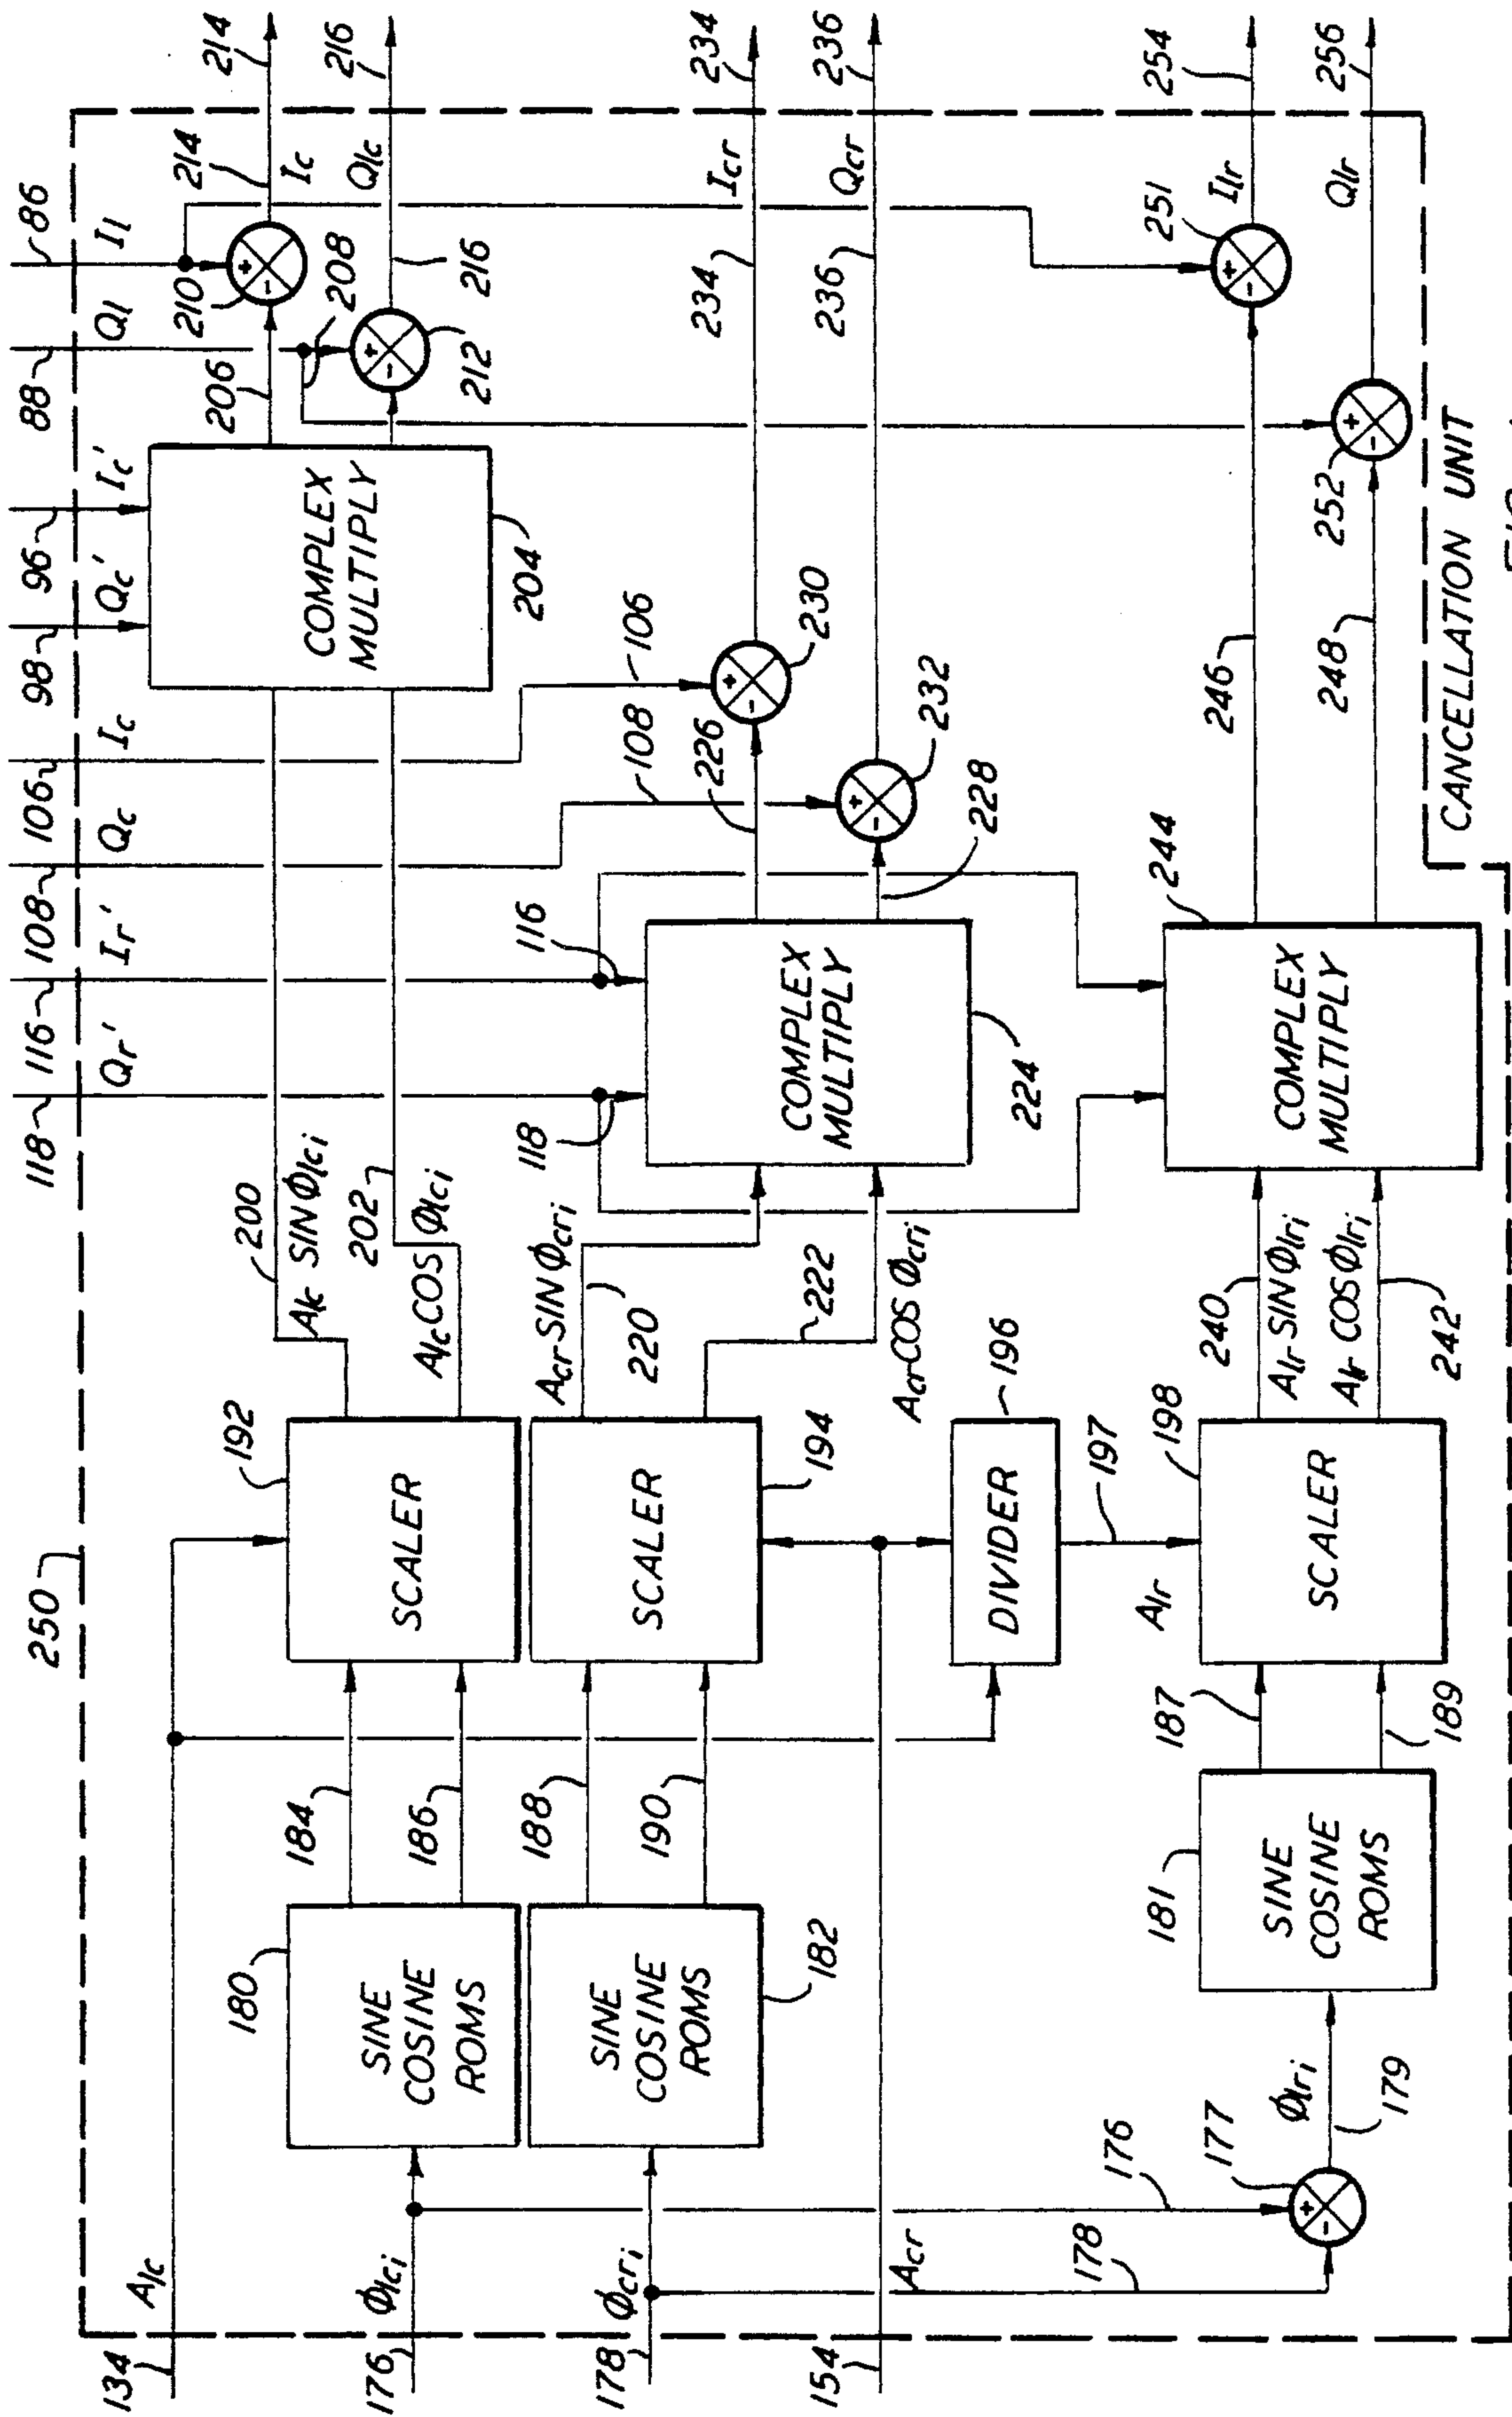 250
118
116
108
106
98
96
88
86
Qr'
Ir'
Qc
Ic
Qc'
Ic'
Ql
Il
134
Alc
176
ϕlci
178
ϕcri
154
Acr
180
SINE
COSINE
ROMS
SINE
COSINE
ROMS
182
184
186
188
190
192
SCALER
SCALER
194
200
Alc SIN ϕlci
202
Alc COS ϕlci
Acr SIN ϕcri
220
222
Acr COS ϕcri
COMPLEX
MULTIPLY
204
206
208
210
212
214
Ic
214
Qlc
216
216
118
116
COMPLEX
MULTIPLY
224
108
106
226
228
230
232
234
Icr
234
236
Qcr
236
DIVIDER
196
197
Alr
198
SCALER
176
177
178
ϕlri
179
181
SINE
COSINE
ROMS
187
189
240
Alr SIN ϕlri
Alr COS ϕlri
242
COMPLEX
MULTIPLY
244
246
248
251
252
Ilr
254
Qlr
256
+
-
+
-
+
-
+
-
+
-
+
-
+
-
CANCELLATION UNIT